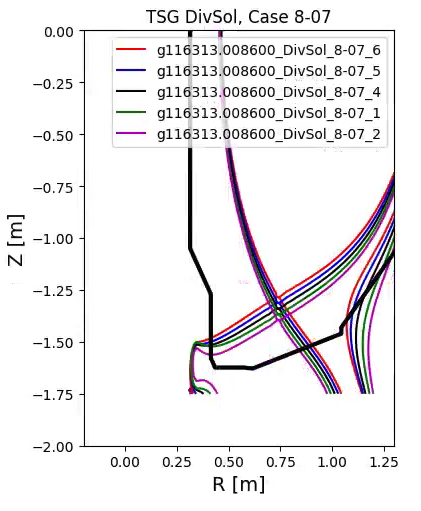 TSG DivSol, Case 8-07
g116313.008600_DivSol_8-07_6
g116313.008600_DivSol_8-07_5
g116313.008600_DivSol_8-07_4
g116313.008600_DivSol_8-07_1
g116313.008600_DivSol_8-07_2
0.00
−0.25
−0.50
−0.75
−1.00
−1.25
−1.50
−1.75
−2.00
Z [m]
0.00 0.25 0.50 0.75 1.00 1.25
R [m]